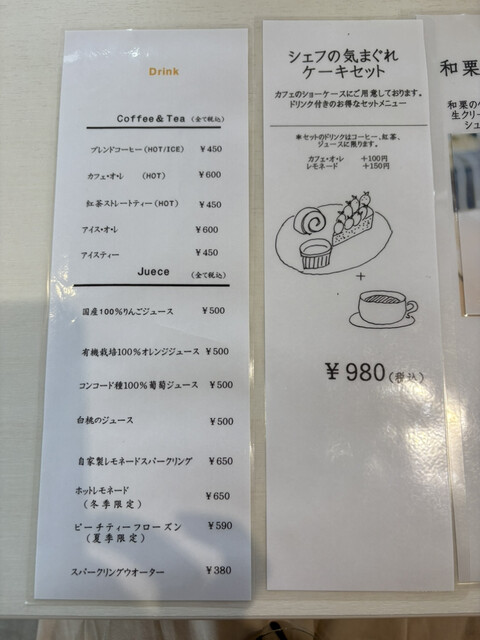 Drink
Coffee & Tea (全て税込)
ブレンドコーヒー(HOT/ICE) ¥450
カフェ・オ・レ (HOT) ¥600
紅茶ストレートティー(HOT) ¥450
アイス・オ・レ ¥600
アイスティー ¥450
Juece (全て税込)
国産100%りんごジュース ¥500
有機栽培100%オレンジジュース ¥500
コンコード種100%葡萄ジュース ¥500
白桃のジュース ¥500
自家製レモネードスパークリング ¥650
ホットレモネード
(冬季限定) ¥650
ピーチティーフローズン ¥590
(夏季限定)
スパークリングウオーター ¥380
シェフの気まぐれ
ケーキセット
カフェのショーケースにご用意しております。
ドリンク付きのお得なセットメニュー
*セットのドリンクはコーヒー、紅茶、
ジュースに限ります。
カフェ・オ・レ +100円
レモネード +150円
+
¥980(税込)
和栗
和栗の
生クリー
シュ